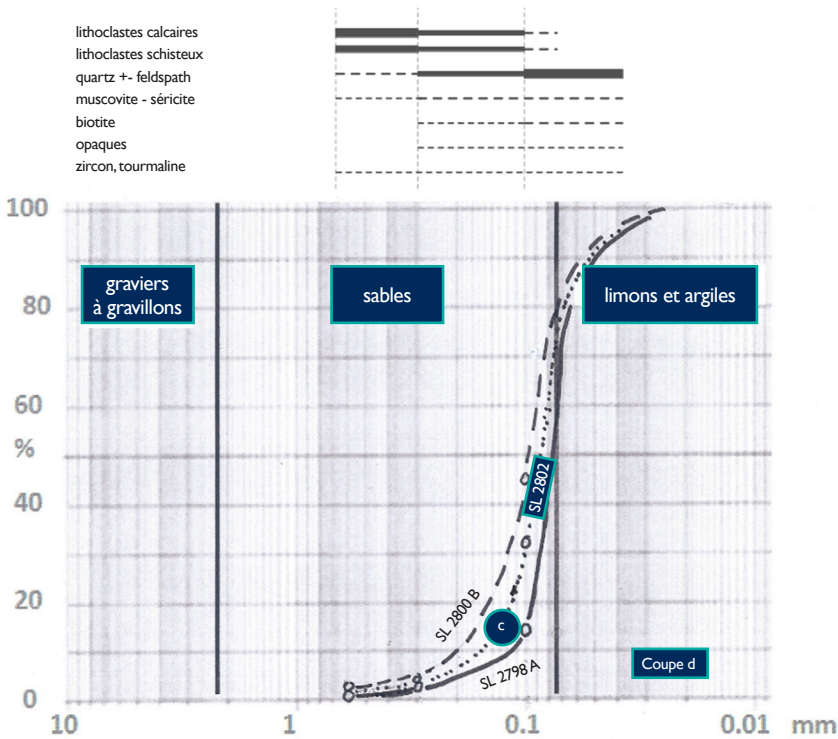 lithoclastes calcaires
lithoclastes schisteux
quartz +- feldspath
muscovite - séricite
biotite
opaques
zircon, tourmaline
100
80
60
%
40
20
0
graviers
à gravillons
sables
limons et argiles
SL 2802
SL 2800 B
c
SL 2798 A
Coupe d
10
1
0.1
0.01
mm